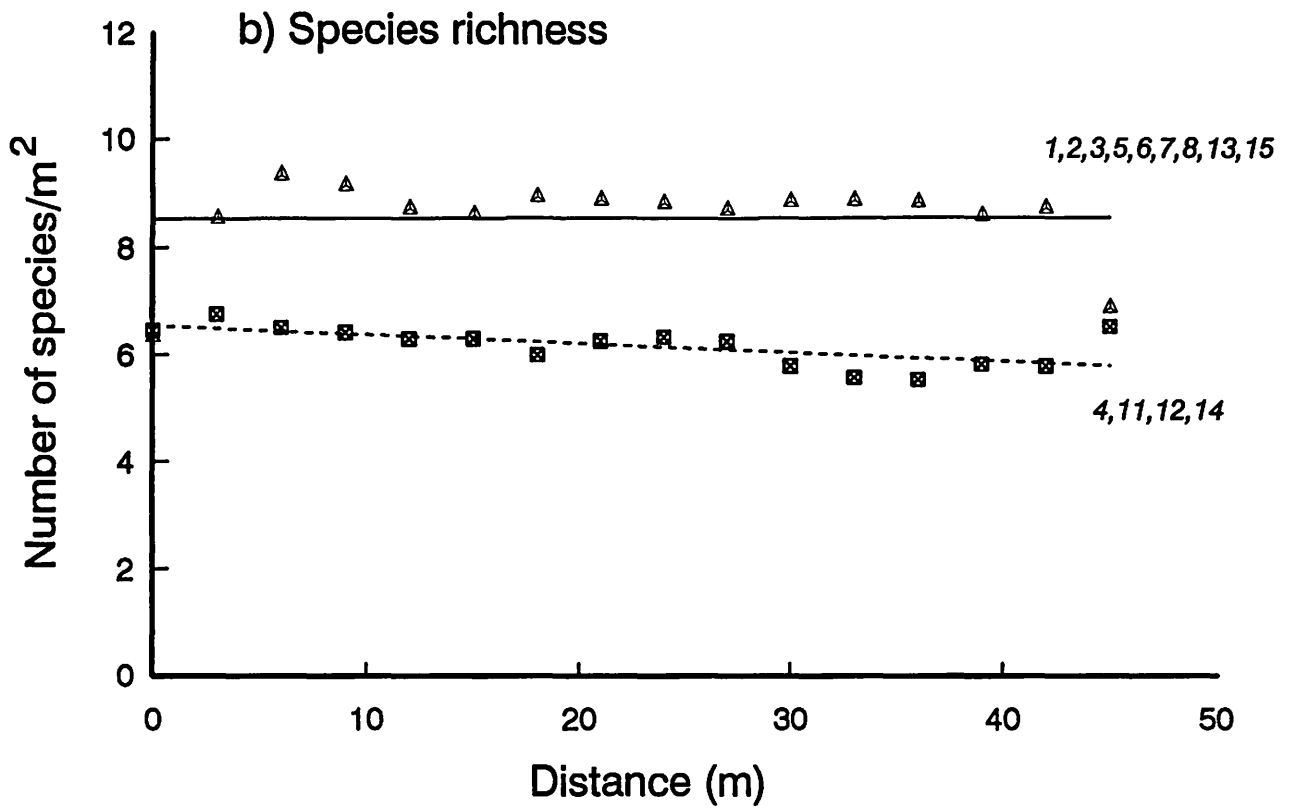 b) Species richness
12
10
8
6
4
2
0
Number of species/m²
1,2,3,5,6,7,8,13,15
4,11,12,14
0 10 20 30 40 50
Distance (m)